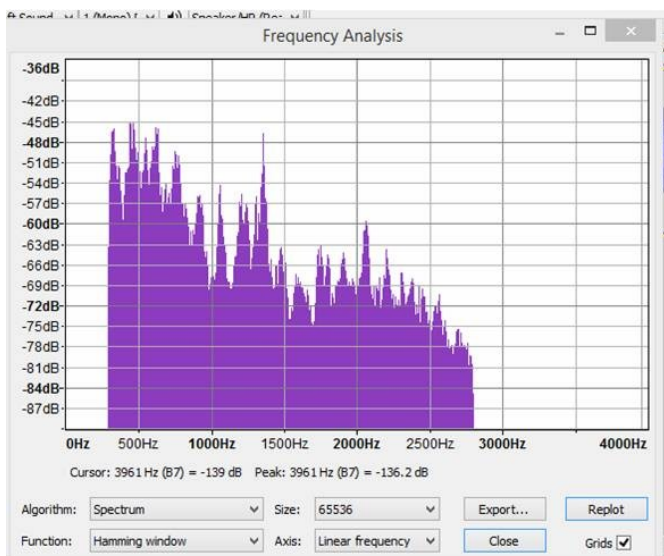 Frequency Analysis
-36dB
-42dB
-45dB
-48dB
-51dB
-54dB
-57dB
-60dB
-63dB
-66dB
-69dB
-72dB
-75dB
-78dB
-81dB
-84dB
-87dB
0Hz 500Hz 1000Hz 1500Hz 2000Hz 2500Hz 3000Hz 4000Hz
Cursor: 3961 Hz (B7) = -139 dB Peak: 3961 Hz (B7) = -136.2 dB
Algorithm: Spectrum Size: 65536 Export... Replot
Function: Hamming window Axis: Linear frequency Close Grids